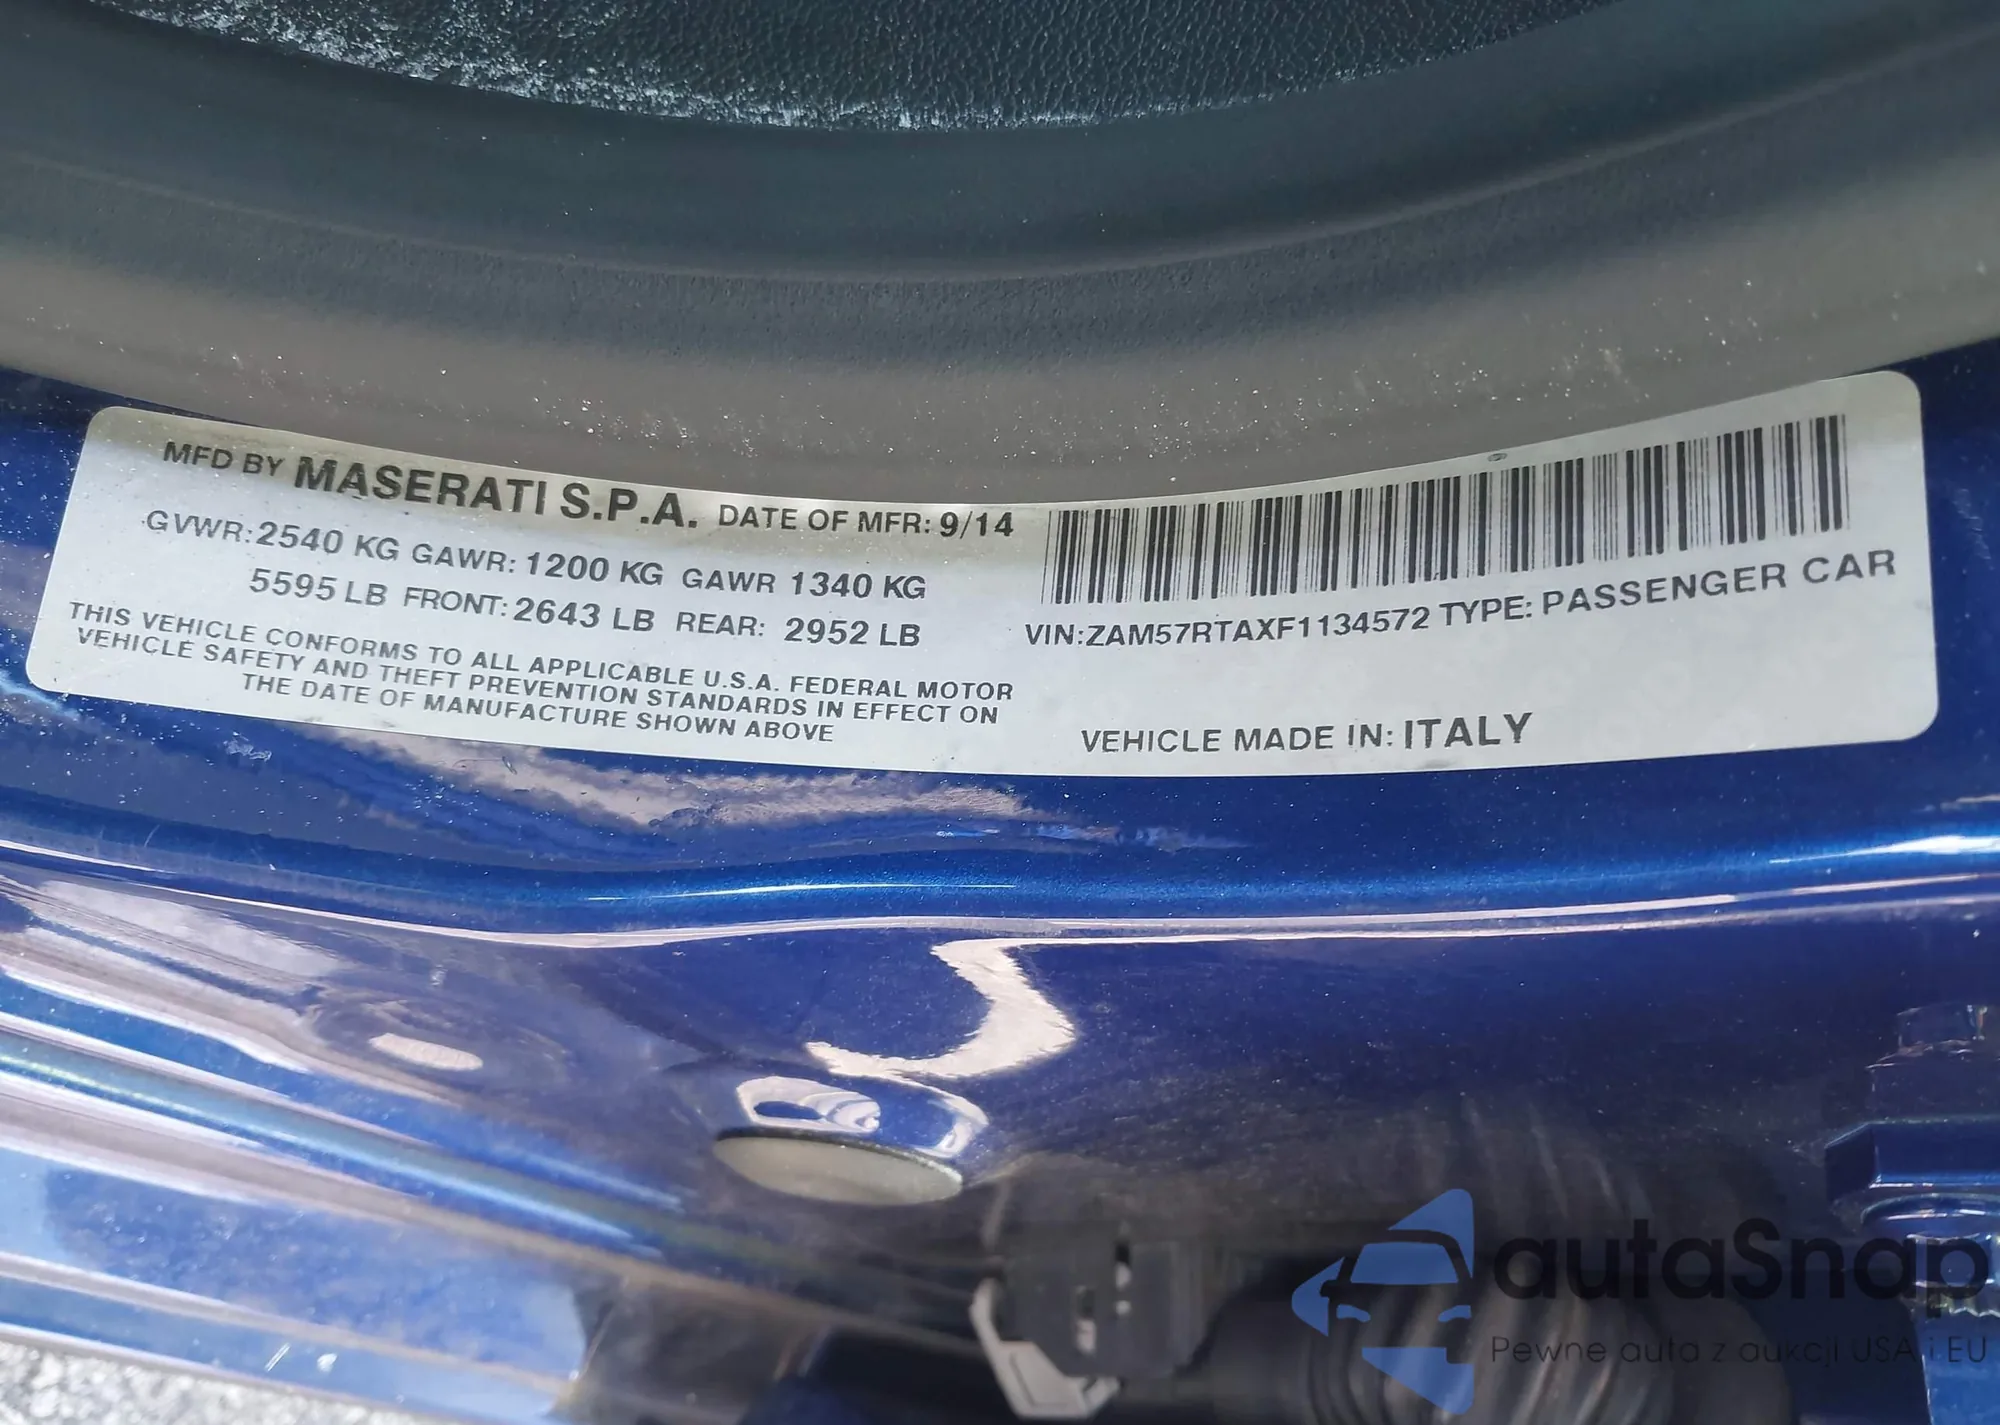 MFD BY MASERATI S.P.A. DATE OF MFR: 9/14
GVWR:2540 KG GAWR: 1200 KG GAWR 1340 KG
5595 LB FRONT: 2643 LB REAR: 2952 LB
THIS VEHICLE CONFORMS TO ALL APPLICABLE U.S.A. FEDERAL MOTOR
VEHICLE SAFETY AND THEFT PREVENTION STANDARDS IN EFFECT ON
THE DATE OF MANUFACTURE SHOWN ABOVE
VIN:ZAM57RTAXF1134572 TYPE: PASSENGER CAR
VEHICLE MADE IN: ITALY
autaSnap
Pewne auta z aukcji USA i EU